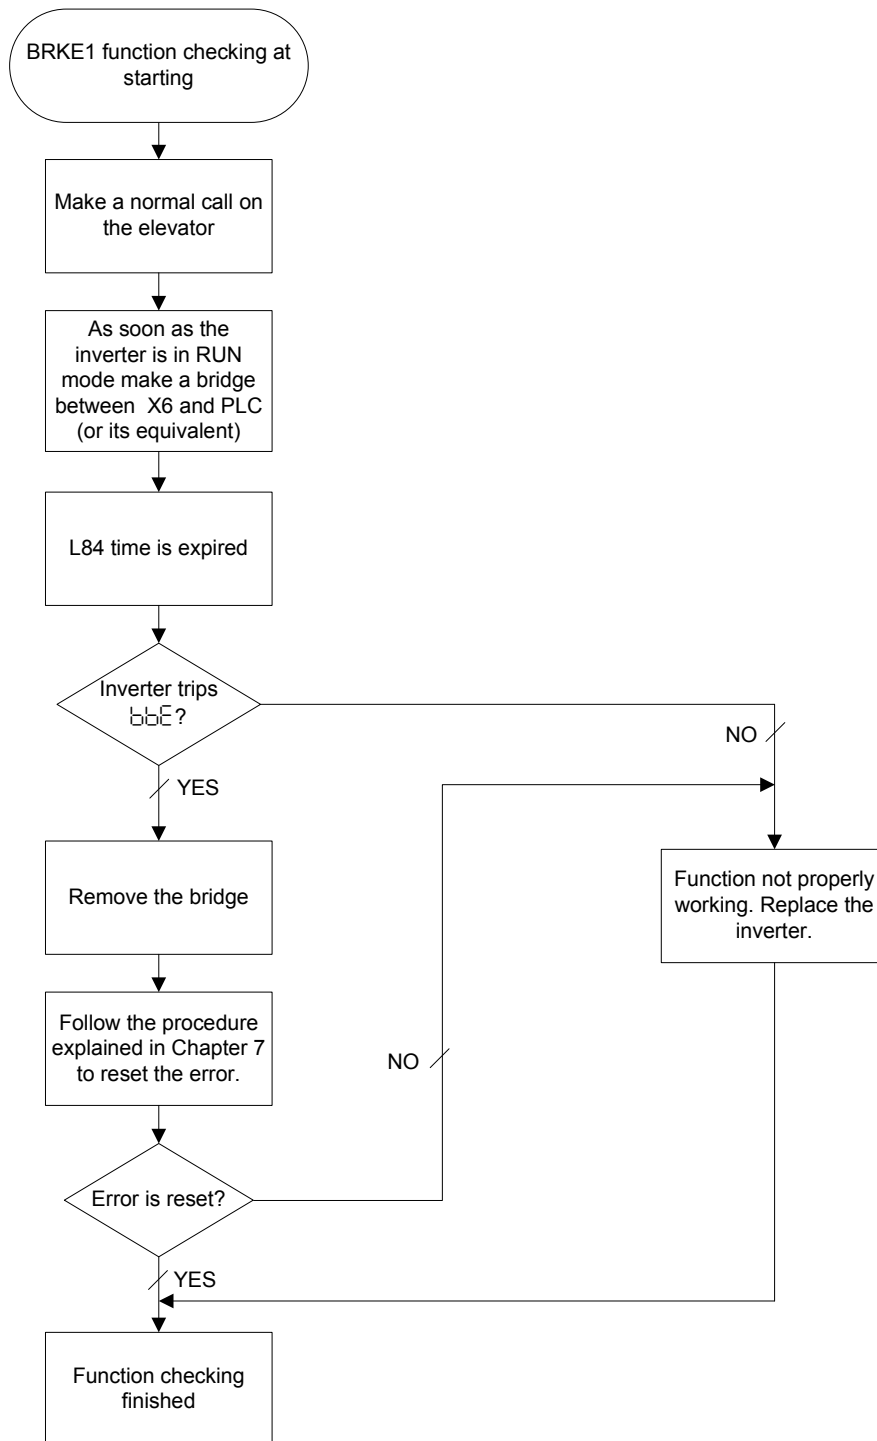 BRKE1 function checking at
starting
Make a normal call on
the elevator
As soon as the
inverter is in RUN
mode make a bridge
between X6 and PLC
(or its equivalent)
L84 time is expired
Inverter trips
bbE?
NO
YES
Remove the bridge
Function not properly
working. Replace the
inverter.
Follow the procedure
explained in Chapter 7
to reset the error.
NO
Error is reset?
YES
Function checking
finished